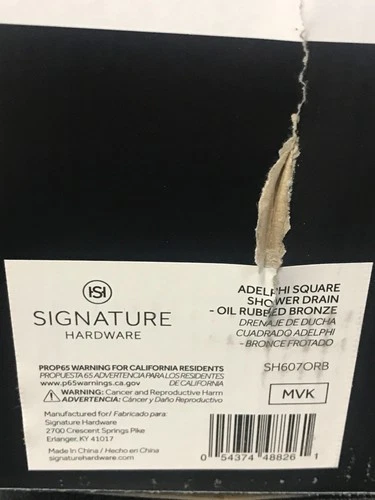 SH
SIGNATURE
HARDWARE
ADELPHI SQUARE
SHOWER DRAIN
- OIL RUBBED BRONZE
DRENAJE DE DUCHA
CUADRADO ADELPHI
- BRONCE FROTADO
SH607ORB
MVK
PROP65 WARNING FOR CALIFORNIA RESIDENTS
PROPUESTA 65 ADVERTENCIA PARA LOS RESIDENTES
www.p65warnings.ca.gov DE CALIFORNIA
WARNING: Cancer and Reproductive Harm
ADVERTENCIA: Cáncer y Daño Reproductivo
Manufactured for/ Fabricado para:
Signature Hardware
2700 Crescent Springs Pike
Erlanger, KY 41017
Made In China / Hecho en China
signaturehardware.com
0 54374 48826 1